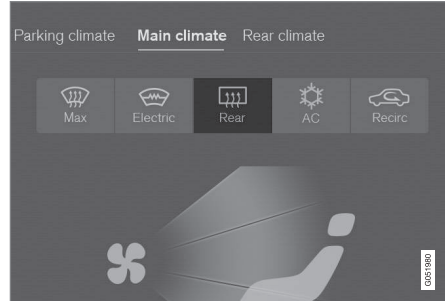 Parking climate Main climate Rear climate
Max Electric Rear AC Recirc
G051980